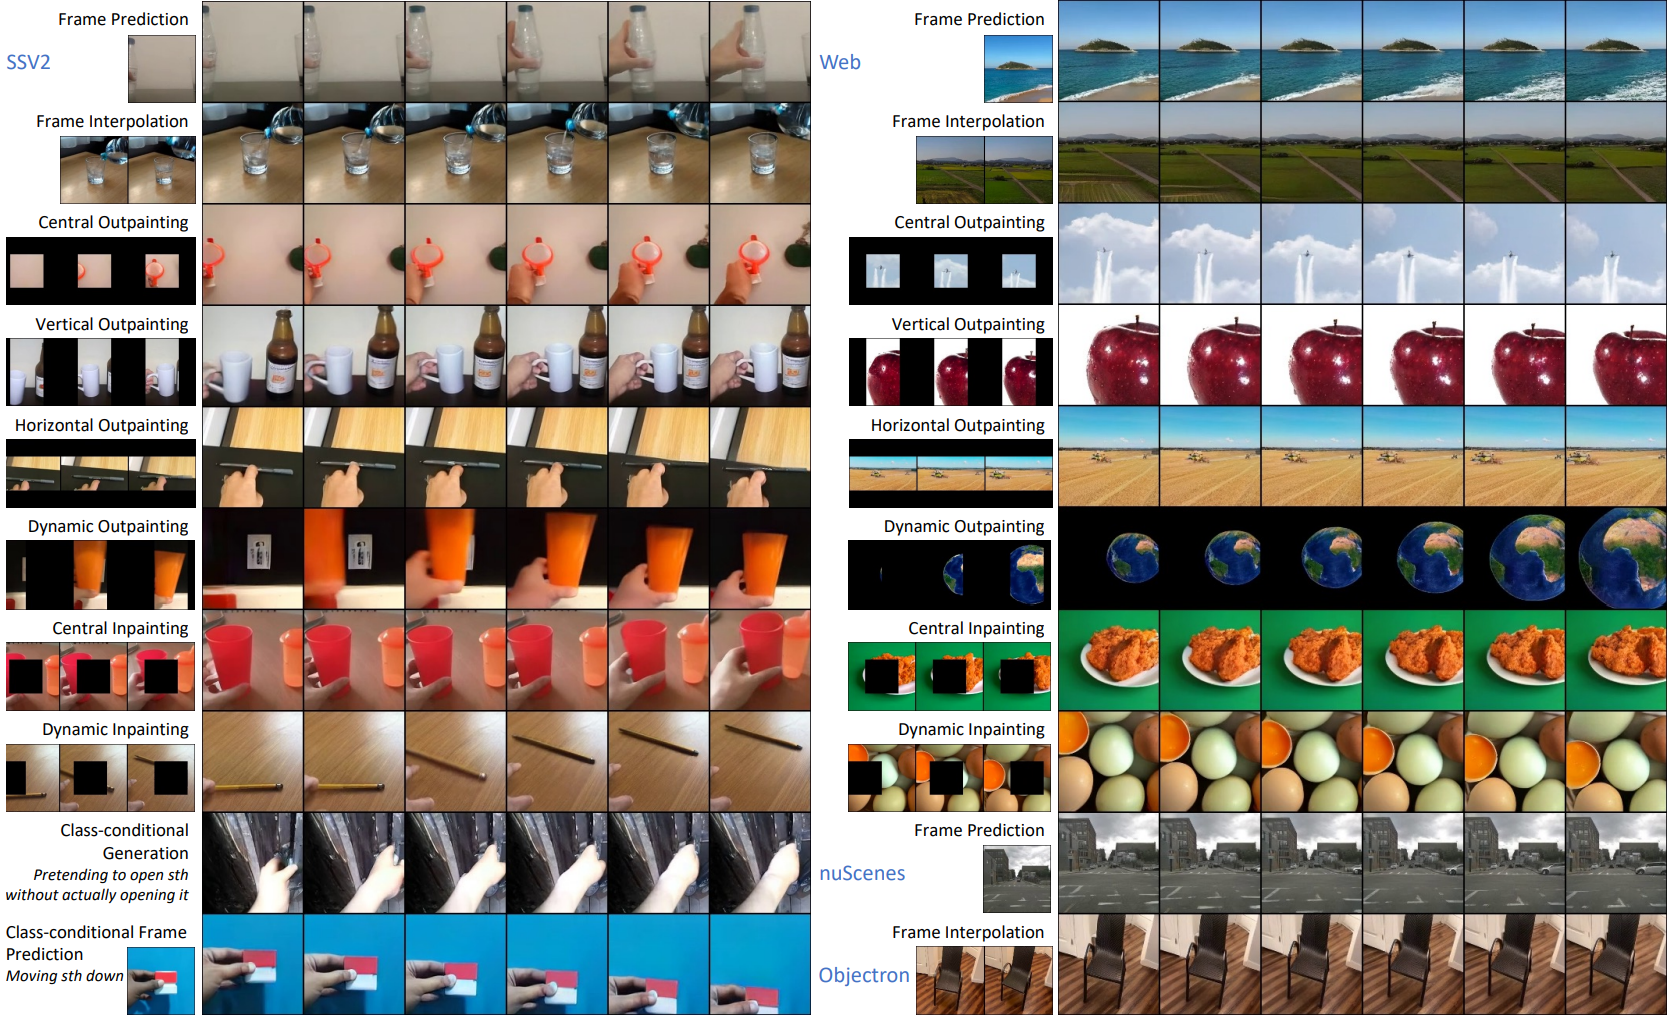 Frame Prediction
SSV2
Frame Interpolation
Central Outpainting
Vertical Outpainting
Horizontal Outpainting
Dynamic Outpainting
Central Inpainting
Dynamic Inpainting
Class-conditional
Generation
Pretending to open sth
without actually opening it
Class-conditional Frame
Prediction
Moving sth down
Frame Prediction
Web
Frame Interpolation
Central Outpainting
Vertical Outpainting
Horizontal Outpainting
Dynamic Outpainting
Central Inpainting
Dynamic Inpainting
Frame Prediction
nuScenes
Frame Interpolation
Objectron